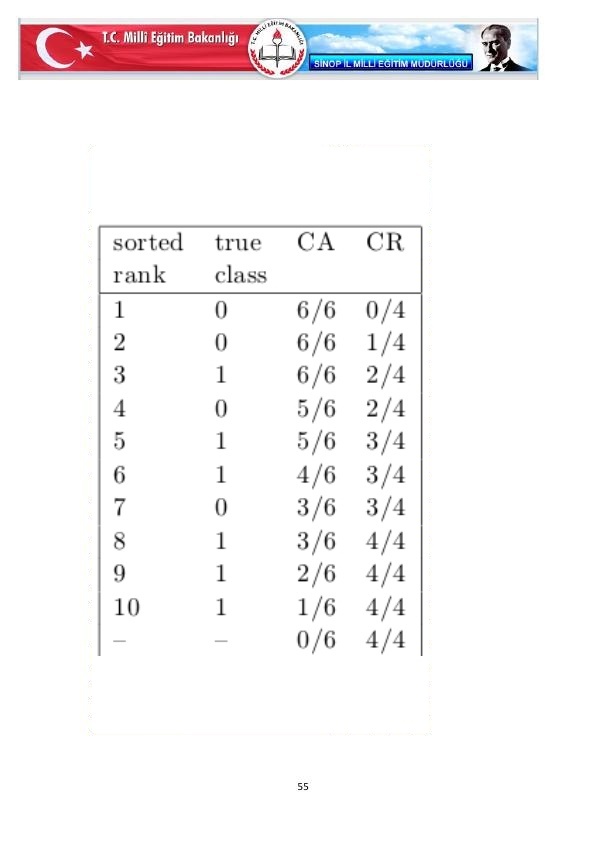 T.C. Millî Eğitim Bakanlığı
T.C. MİLLÎ EĞİTİM BAKANLIĞI
SİNOP İL MİLLİ EĞİTİM MÜDÜRLÜĞÜ
sorted true CA CR
rank class
1 0 6/6 0/4
2 0 6/6 1/4
3 1 6/6 2/4
4 0 5/6 2/4
5 1 5/6 3/4
6 1 4/6 3/4
7 0 3/6 3/4
8 1 3/6 4/4
9 1 2/6 4/4
10 1 1/6 4/4
– – 0/6 4/4
55